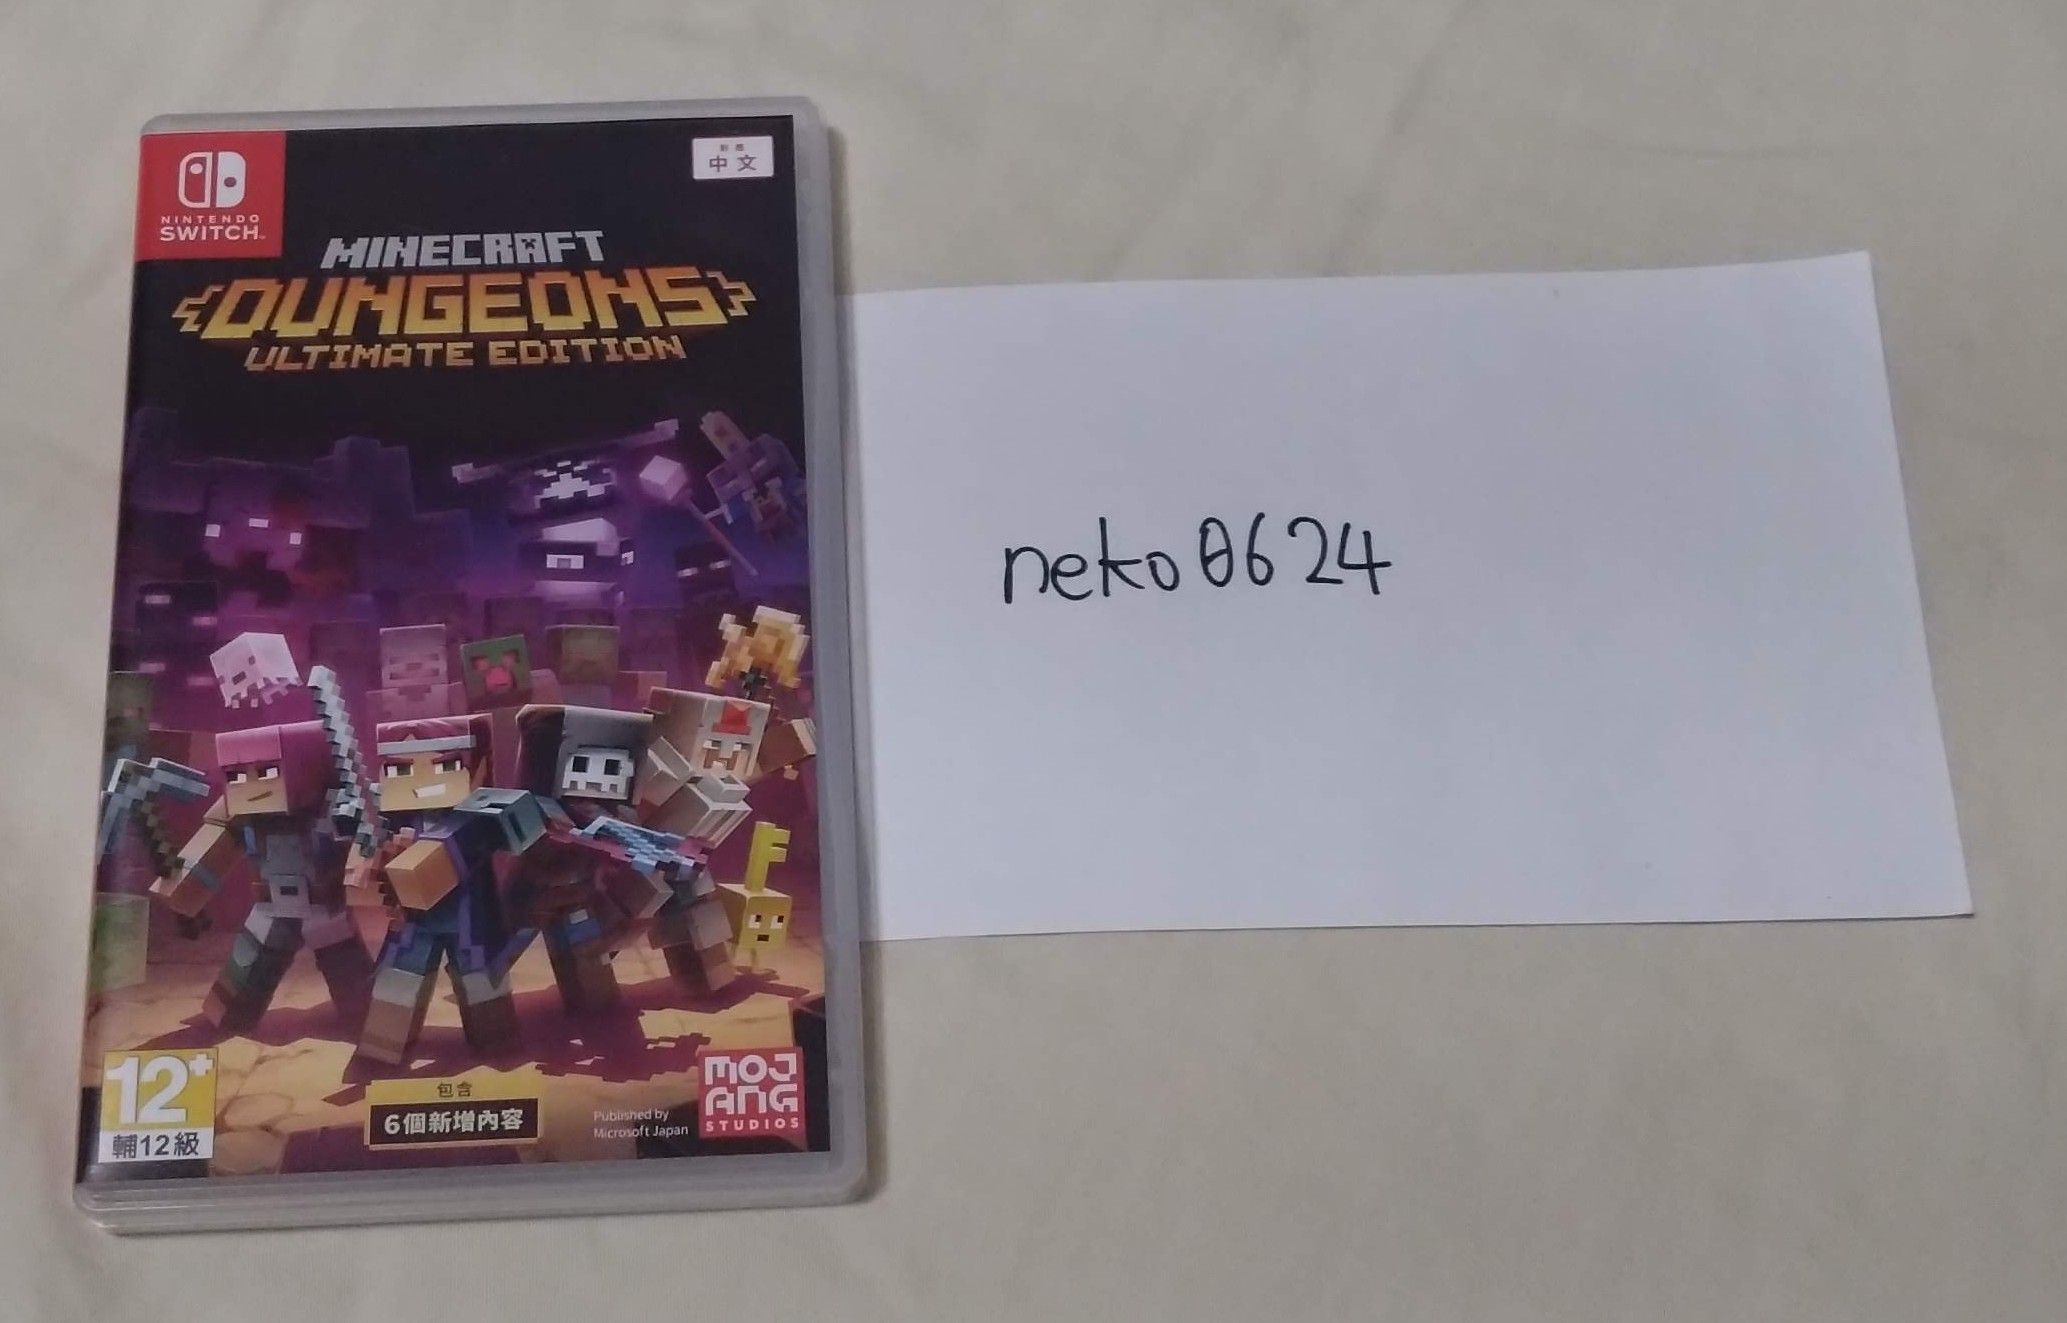 NINTENDO
SWITCH™
中文
MINECRAFT
DUNGEONS
ULTIMATE EDITION
neko0624
12+
輔12級
包含
6個新增內容
Published by
Microsoft Japan
MOJ
ANG
STUDIOS